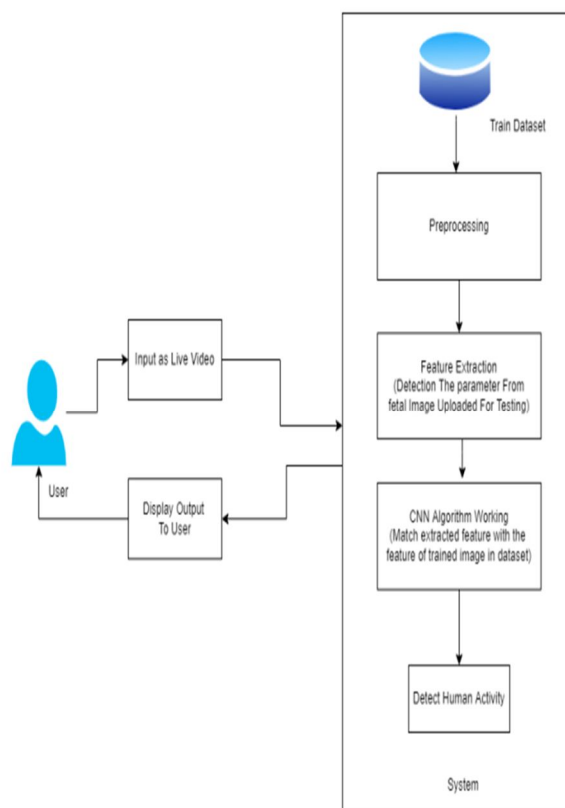 Train Dataset
Preprocessing
Feature Extraction
(Detection The parameter From
fetal Image Uploaded For Testing)
CNN Algorithm Working
(Match extracted feature with the
feature of trained image in dataset)
Detect Human Activity
System
Input as Live Video
User
Display Output
To User